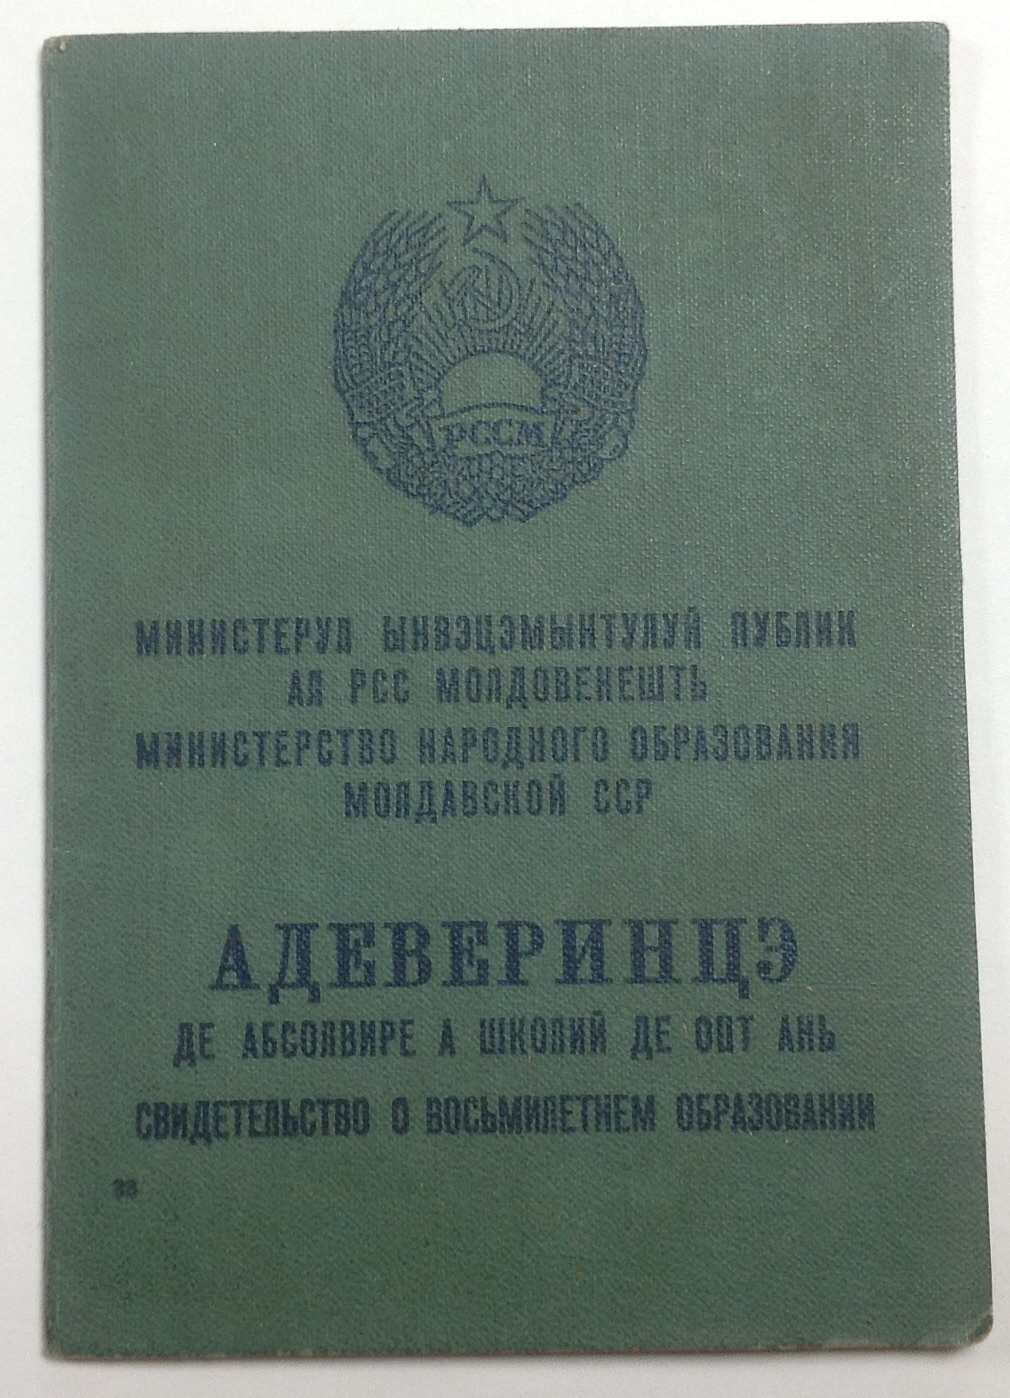 РССМ
МИНИСТЕРУЛ ЫНВЭЦЭМЫНТУЛУЙ ПУБЛИК
АЛ РСС МОЛДОВЕНЕШТЬ
МИНИСТЕРСТВО НАРОДНОГО ОБРАЗОВАНИЯ
МОЛДАВСКОЙ ССР
АДЕВЕРИНЦЭ
ДЕ АБСОЛВИРЕ А ШКОЛИЙ ДЕ ОПТ АНЬ
СВИДЕТЕЛЬСТВО О ВОСЬМИЛЕТНЕМ ОБРАЗОВАНИИ